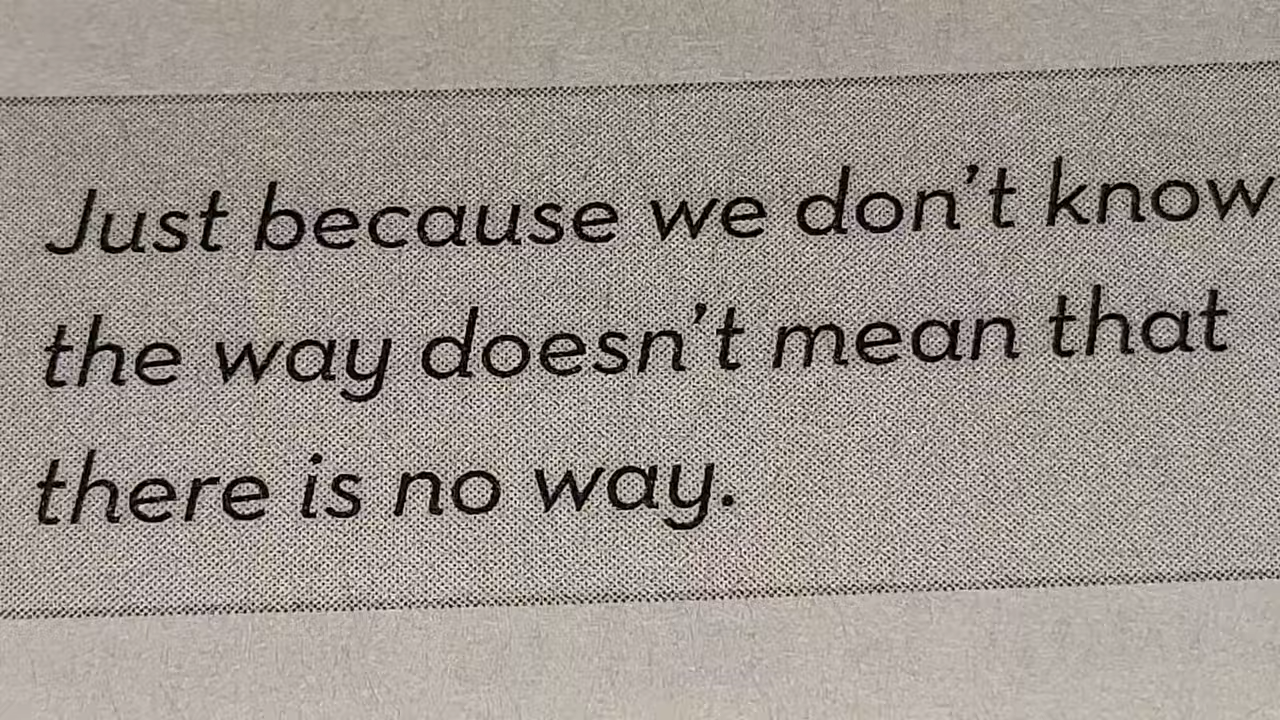 Just because we don’t know
the way doesn’t mean that
there is no way.